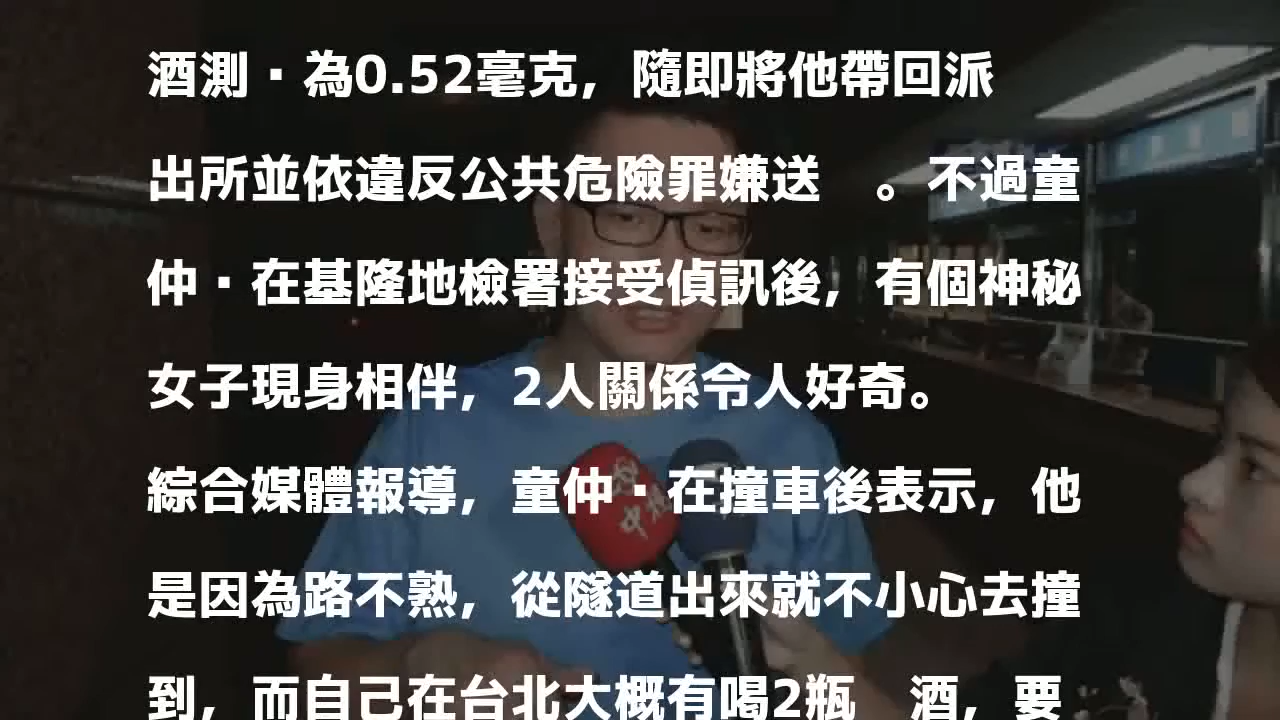 酒測▪為0.52毫克，隨即將他帶回派
出所並依違反公共危險罪嫌送　。不過童
仲▪在基隆地檢署接受偵訊後，有個神秘
女子現身相伴，2人關係令人好奇。
綜合媒體報導，童仲▪在撞車後表示，他
是因為路不熟，從隧道出來就不小心去撞
到，而自己在台北大概有喝2瓶　酒，要